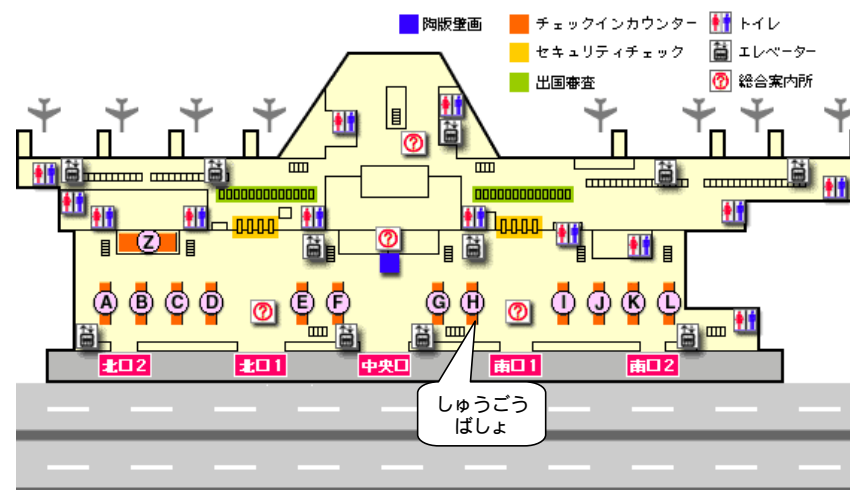 陶版壁画
チェックインカウンター
トイレ
セキュリティチェック
エレベーター
出国審査
総合案内所
Z
A
B
C
D
E
F
G
H
I
J
K
L
北口2
北口1
中央口
南口1
南口2
しゅうごう
ばしょ